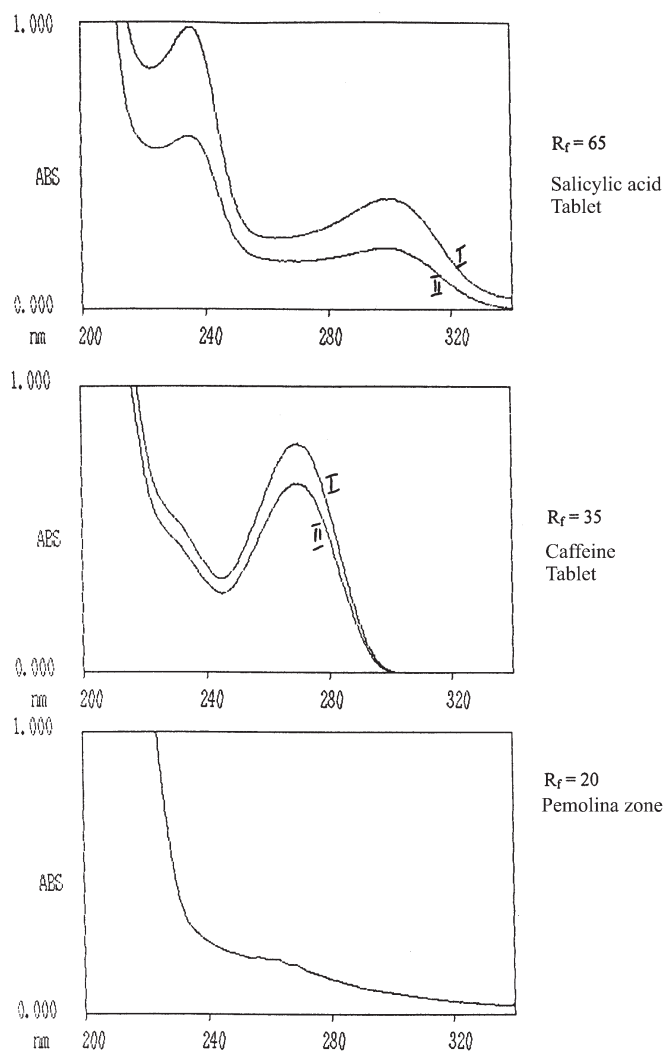 1.000
ABS
0.000
nm
200
240
280
320
I
II
Rf = 65
Salicylic acid
Tablet
1.000
ABS
0.000
nm
200
240
280
320
I
II
Rf = 35
Caffeine
Tablet
1.000
ABS
0.000
nm
200
240
280
320
Rf = 20
Pemolina zone